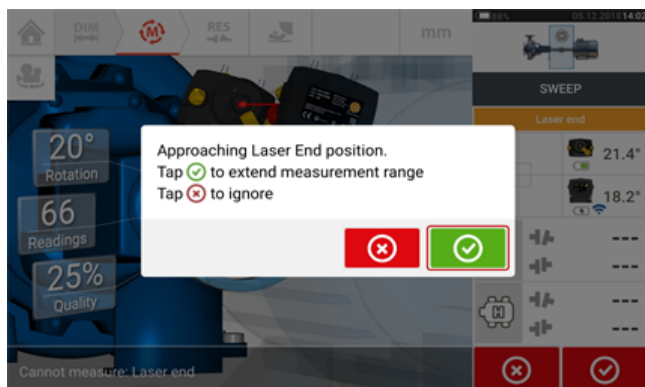 DIM
RES
mm
88%
05.12.2018 14:02
SWEEP
Laser end
20°
Rotation
66
Readings
25%
Quality
Approaching Laser End position.
Tap to extend measurement range
Tap to ignore
21.4°
18.2°
---
---
---
---
Cannot measure: Laser end